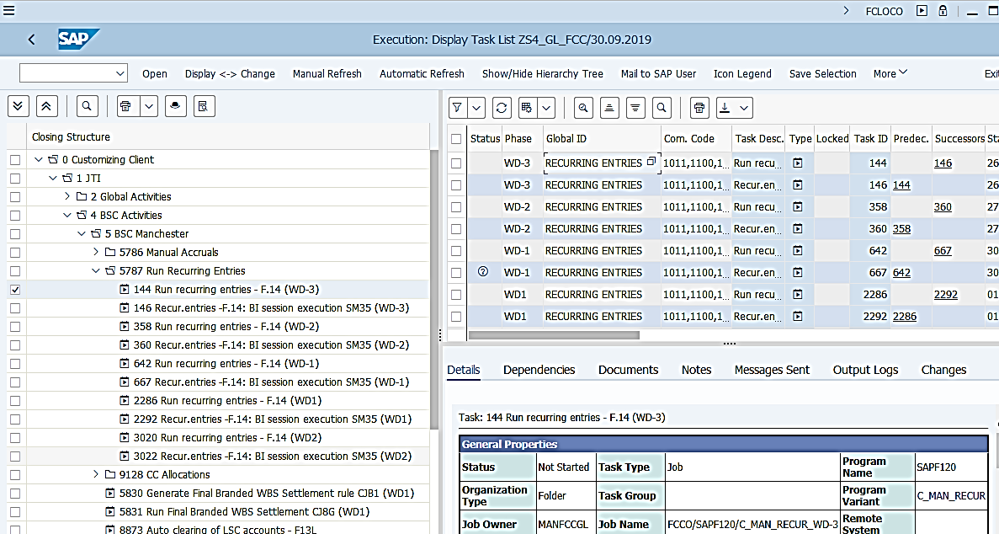 FCLOCO
SAP
Execution: Display Task List ZS4_GL_FCC/30.09.2019
Open Display <-> Change Manual Refresh Automatic Refresh Show/Hide Hierarchy Tree Mail to SAP User Icon Legend Save Selection More Exi
Closing Structure
0 Customizing Client
1 JTI
2 Global Activities
4 BSC Activities
5 BSC Manchester
5786 Manual Accruals
5787 Run Recurring Entries
144 Run recurring entries - F.14 (WD-3)
146 Recur.entries -F.14: BI session execution SM35 (WD-3)
358 Run recurring entries - F.14 (WD-2)
360 Recur.entries -F.14: BI session execution SM35 (WD-2)
642 Run recurring entries - F.14 (WD-1)
667 Recur.entries -F.14: BI session execution SM35 (WD-1)
2286 Run recurring entries - F.14 (WD1)
2292 Recur.entries -F.14: BI session execution SM35 (WD1)
3020 Run recurring entries - F.14 (WD2)
3022 Recur.entries -F.14: BI session execution SM35 (WD2)
9128 CC Allocations
5830 Generate Final Branded WBS Settlement rule CJB1 (WD1)
5831 Run Final Branded WBS Settlement CJ8G (WD1)
8873 Auto clearing of LSC accounts - F13L
Status Phase Global ID Com. Code Task Desc. Type Locked Task ID Predec. Successors Sta
WD-3 RECURRING ENTRIES 1011,1100,1... Run recu... 144 146 26
WD-3 RECURRING ENTRIES 1011,1100,1... Recur.en... 146 144 26
WD-2 RECURRING ENTRIES 1011,1100,1... Run recu... 358 360 27
WD-2 RECURRING ENTRIES 1011,1100,1... Recur.en... 360 358 27
WD-1 RECURRING ENTRIES 1011,1100,1... Run recu... 642 667 30
WD-1 RECURRING ENTRIES 1011,1100,1... Recur.en... 667 642 30
WD1 RECURRING ENTRIES 1011,1100,1... Run recu... 2286 2292 01
WD1 RECURRING ENTRIES 1011,1100,1... Recur.en... 2292 2286 01
Details Dependencies Documents Notes Messages Sent Output Logs Changes
Task: 144 Run recurring entries - F.14 (WD-3)
General Properties
Status Not Started Task Type Job Program Name SAPF120
Organization Type Folder Task Group Program Variant C_MAN_RECUR
Job Owner MANFCCGL Job Name FCCO/SAPF120/C_MAN_RECUR_WD-3 Remote System